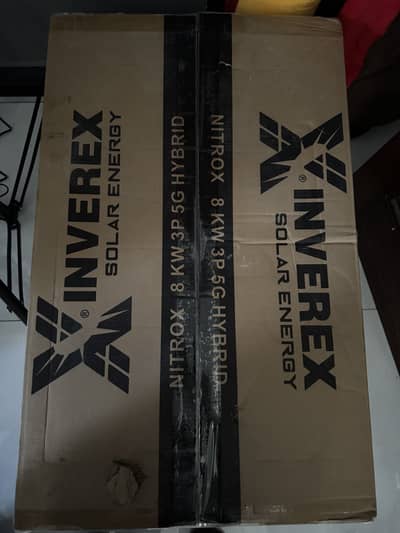 INVEREX
®
SOLAR ENERGY
NITROX 8 KW 3P 5G HYBRID
NITROX 8 KW 3P 5G HYBRID
INVEREX
®
SOLAR ENERGY